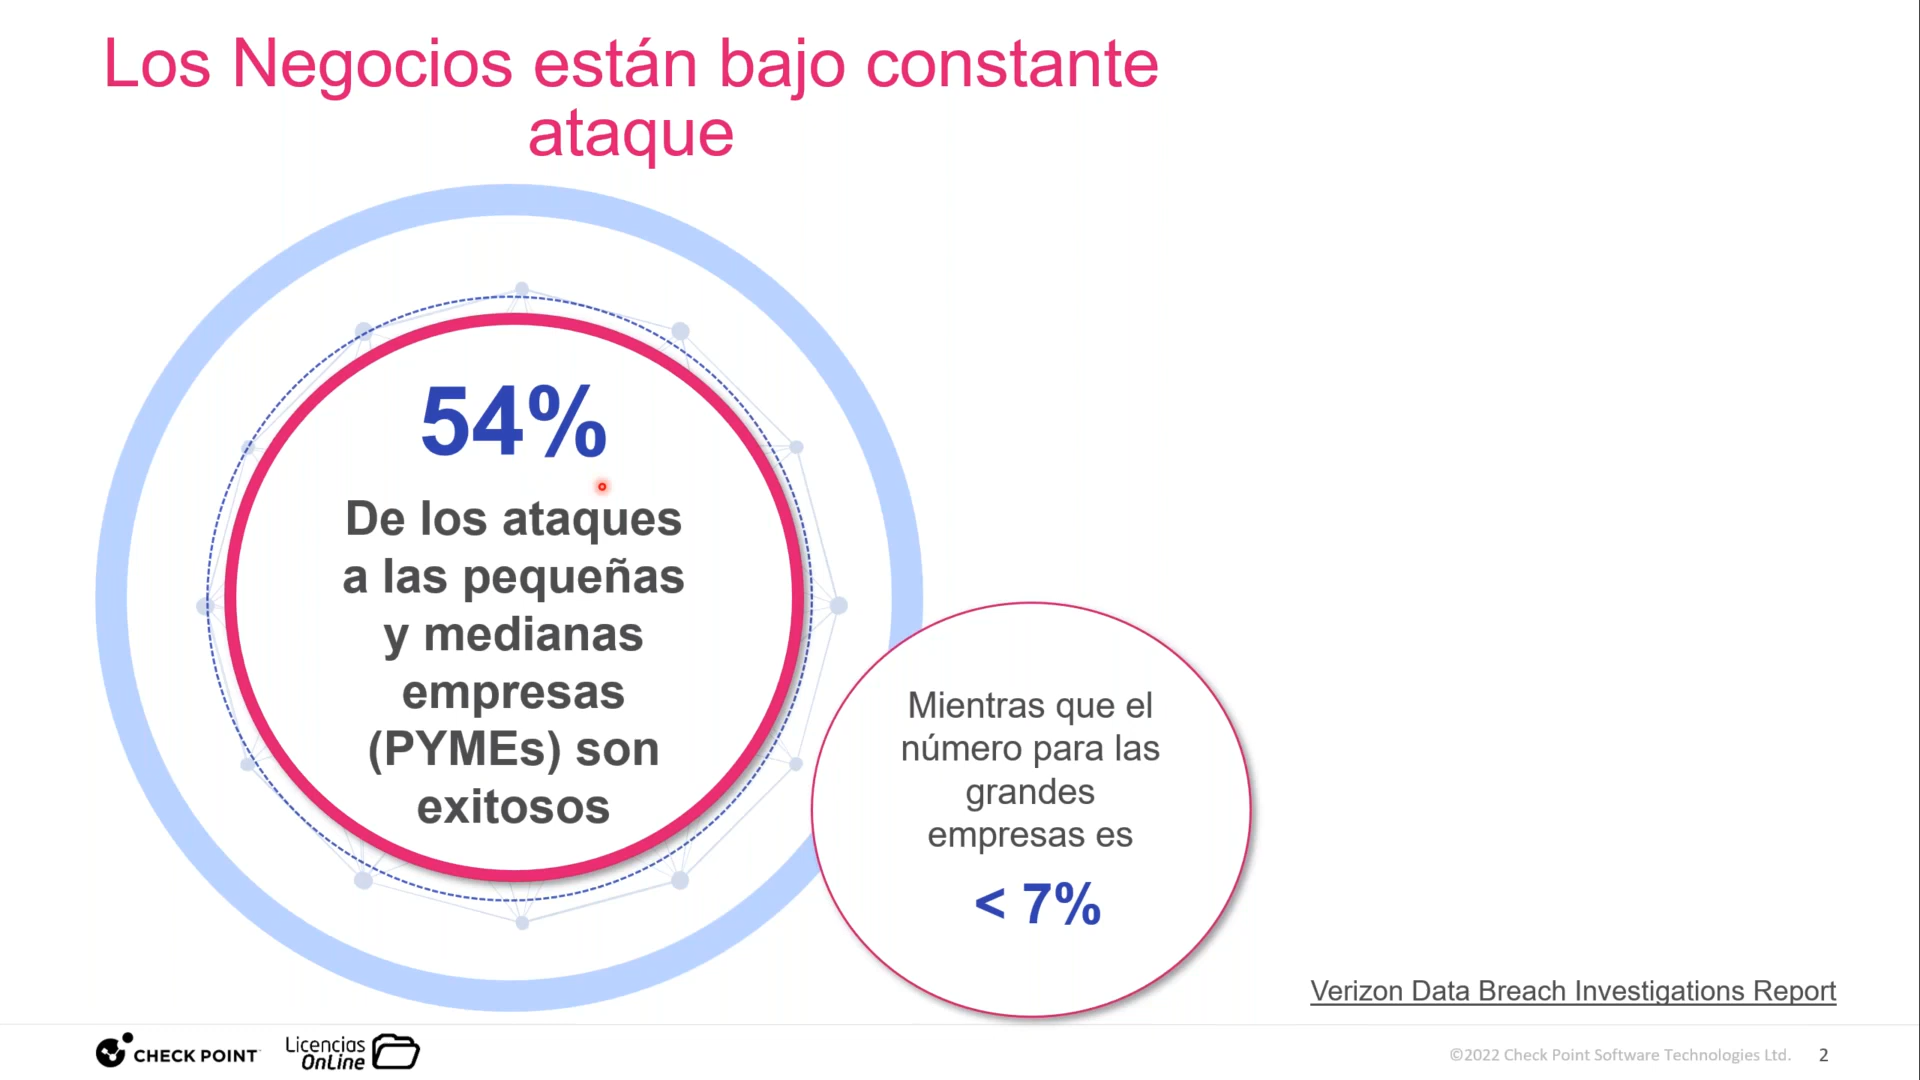 Los Negocios están bajo constante
ataque
54%
De los ataques
a las pequeñas
y medianas
empresas
(PYMEs) son
exitosos
Mientras que el
número para las
grandes
empresas es
< 7%
Verizon Data Breach Investigations Report
CHECK POINT
Licencias
OnLine
©2022 Check Point Software Technologies Ltd.
2